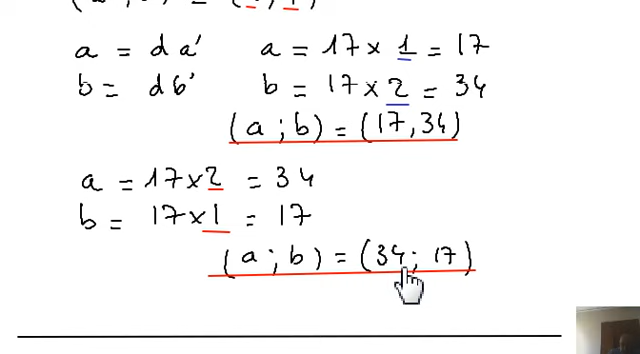 a = d a' a = 17 × 1 = 17
b = d b' b = 17 × 2 = 34
(a ; b) = (17, 34)
a = 17 × 2 = 34
b = 17 × 1 = 17
(a ; b) = (34 ; 17)